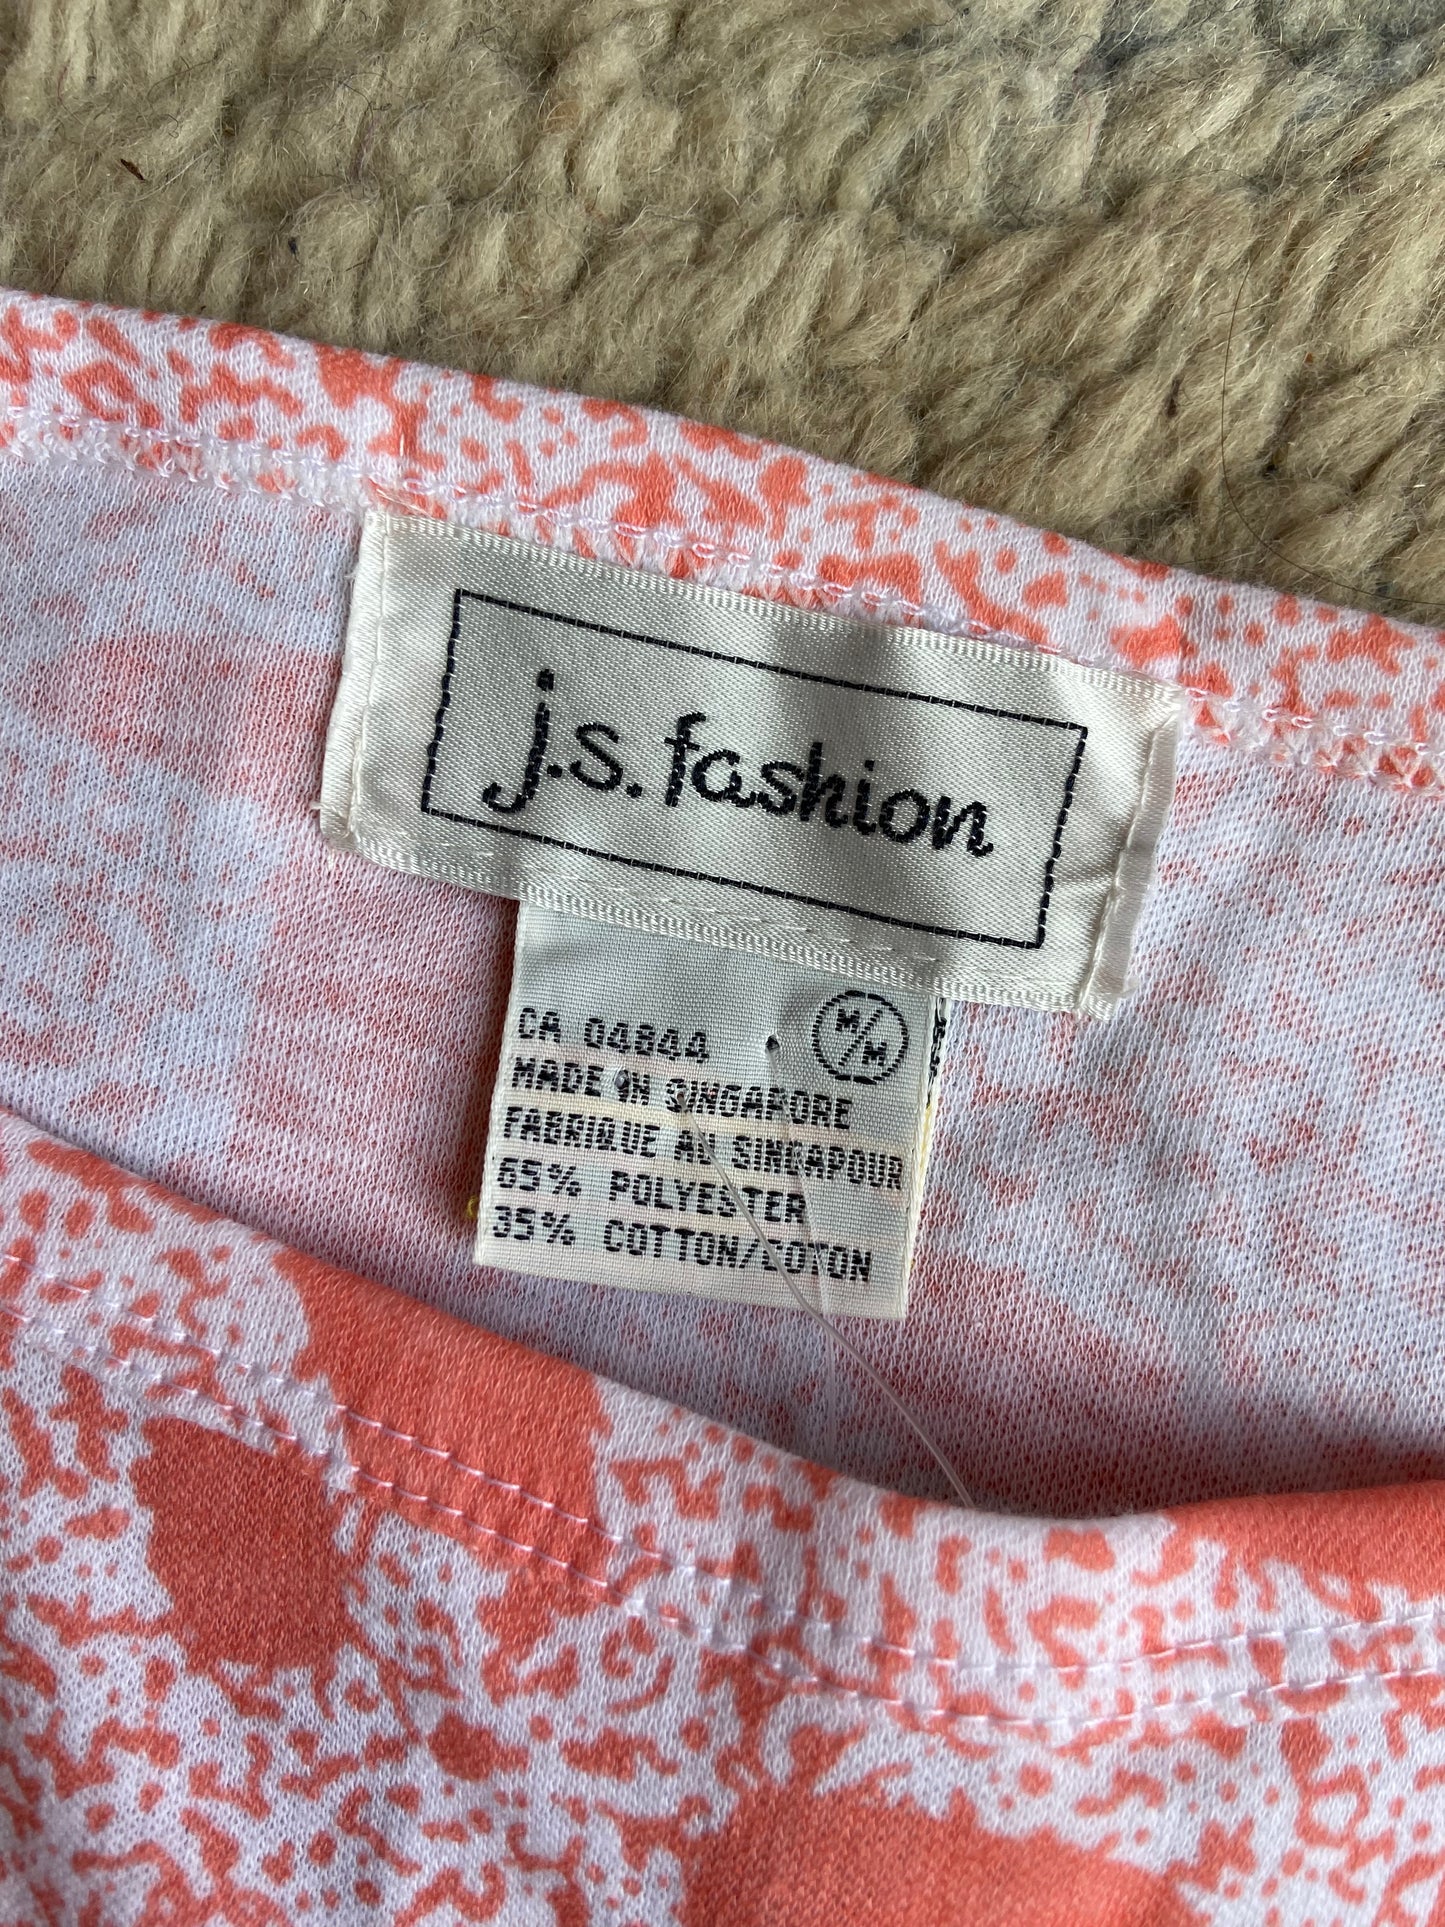 j.s. fashion
CA 04844
M/M
MADE IN SINGAPORE
FABRIQUE AU SINGAPOUR
65% POLYESTER
35% COTTON/COTON